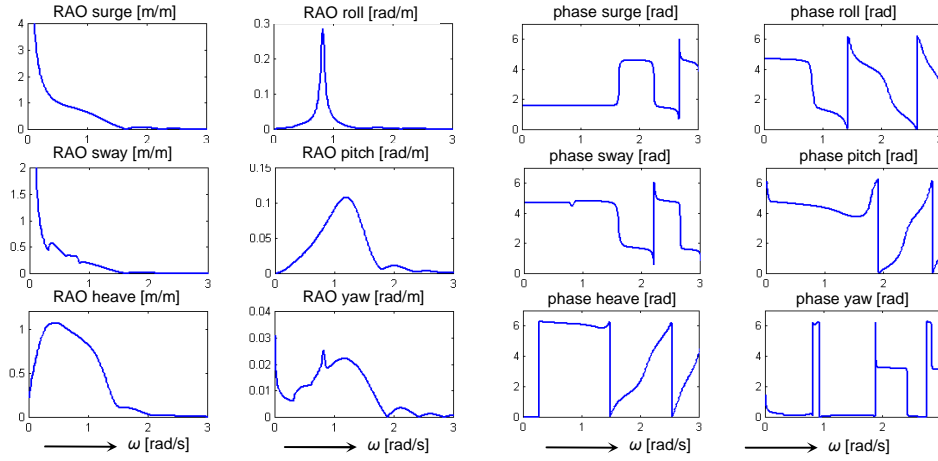 RAO surge [m/m]
4
3
2
1
0
0 1 2 3
RAO roll [rad/m]
0.3
0.2
0.1
0
0 1 2 3
phase surge [rad]
6
4
2
0
0 1 2 3
phase roll [rad]
6
4
2
0
0 1 2 3
RAO sway [m/m]
2
1.5
1
0.5
0
0 1 2 3
RAO pitch [rad/m]
0.15
0.1
0.05
0
0 1 2 3
phase sway [rad]
6
4
2
0
0 1 2 3
phase pitch [rad]
6
4
2
0
0 1 2
RAO heave [m/m]
1
0.5
0
0 1 2 3
RAO yaw [rad/m]
0.04
0.03
0.02
0.01
0.00
0 1 2 3
phase heave [rad]
6
4
2
0
0 1 2 3
phase yaw [rad]
6
4
2
0
0 1 2 3
ω [rad/s]
ω [rad/s]
ω [rad/s]
ω [rad/s]